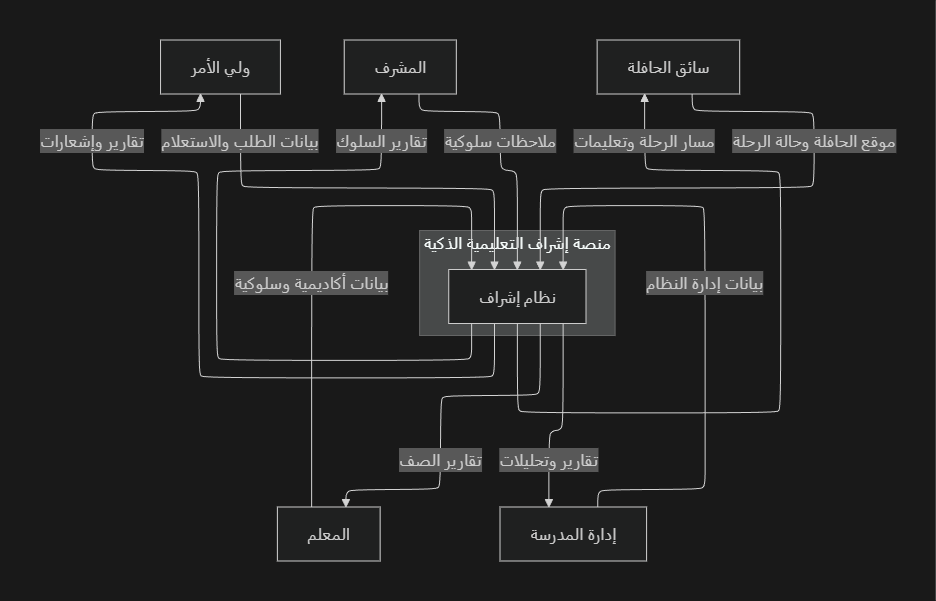 سائق الحافلة
المشرف
ولي الأمر
موقع الحافلة وحالة الرحلة
مسار الرحلة وتعليمات
ملاحظات سلوكية
تقارير السلوك
بيانات الطلب والاستعلام
تقارير وإشعارات
منصة إشراف التعليمية الذكية
نظام إشراف
بيانات إدارة النظام
بيانات أكاديمية وسلوكية
تقارير وتحليلات
تقارير الصف
إدارة المدرسة
المعلم